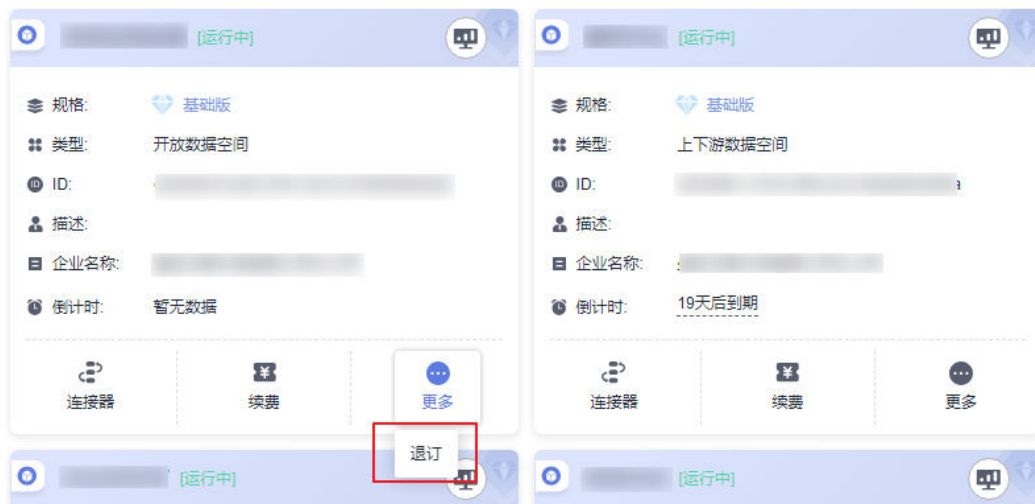 [运行中]
规格: 基础版
类型: 开放数据空间
ID:
描述:
企业名称:
倒计时: 暂无数据
连接器 续费 更多
退订
[运行中]
规格: 基础版
类型: 上下游数据空间
ID:
描述:
企业名称:
倒计时: 19天后到期
连接器 续费 更多
[运行中]
[运行中]